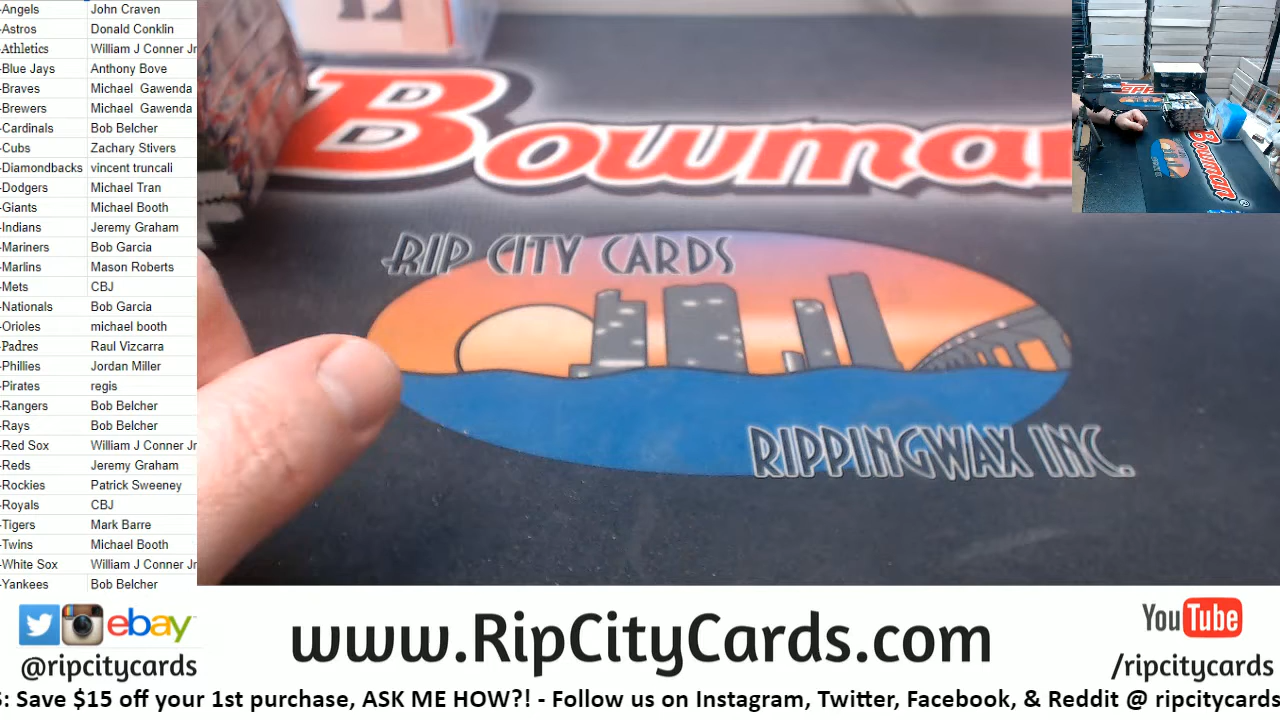 -Angels John Craven
-Astros Donald Conklin
-Athletics William J Conner Jr
-Blue Jays Anthony Bove
-Braves Michael Gawenda
-Brewers Michael Gawenda
-Cardinals Bob Belcher
-Cubs Zachary Stivers
-Diamondbacks vincent truncali
-Dodgers Michael Tran
-Giants Michael Booth
-Indians Jeremy Graham
-Mariners Bob Garcia
-Marlins Mason Roberts
-Mets CBJ
-Nationals Bob Garcia
-Orioles michael booth
-Padres Raul Vizcarra
-Phillies Jordan Miller
-Pirates regis
-Rangers Bob Belcher
-Rays Bob Belcher
-Red Sox William J Conner Jr
-Reds Jeremy Graham
-Rockies Patrick Sweeney
-Royals CBJ
-Tigers Mark Barre
-Twins Michael Booth
-White Sox William J Conner Jr
-Yankees Bob Belcher
Bowma
RIP CITY CARDS
RIPPINGWAX INC.
Bowman
ebay
@ripcitycards
www.RipCityCards.com
YouTube
/ripcitycards
: Save $15 off your 1st purchase, ASK ME HOW?! - Follow us on Instagram, Twitter, Facebook, & Reddit @ ripcitycards